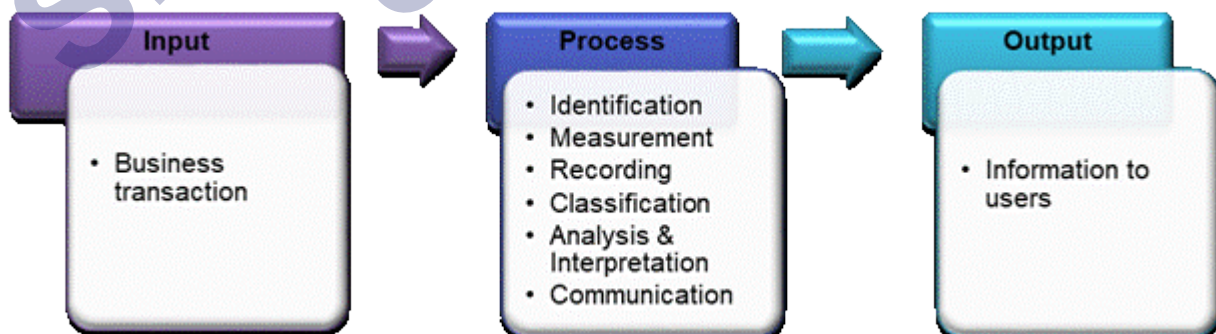 Input
• Business
transaction
Process
• Identification
• Measurement
• Recording
• Classification
• Analysis &
Interpretation
• Communication
Output
• Information to
users